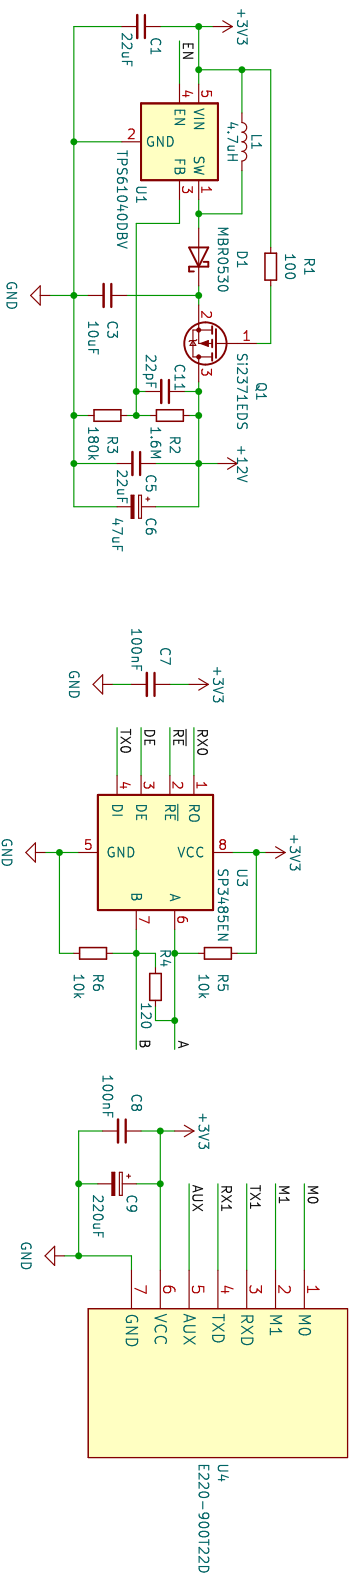 +3V3
C1
22uF
EN
5
4
VIN
EN
L1
4.7uH
2
GND
SW
FB
1
3
U1
TPS61040DBV
D1
MBR0530
R1
100
GND
C3
10uF
2
1
3
Q1
Si2371EDS
C11
22pF
R2
1.6M
R3
180k
+12V
C5
22uF
C6
47uF
C7
100nF
+3V3
GND
RX0
RE
DE
TX0
1
2
3
4
RO
RE
DE
DI
+3V3
8
VCC
GND
5
GND
U3
SP3485EN
A
B
6
7
R4
120
R5
10k
R6
10k
A
B
C8
100nF
+3V3
C9
220uF
GND
M0
M1
TX1
RX1
AUX
1
2
3
4
5
6
7
M0
M1
RXD
TXD
AUX
VCC
GND
U4
E220-900T22D